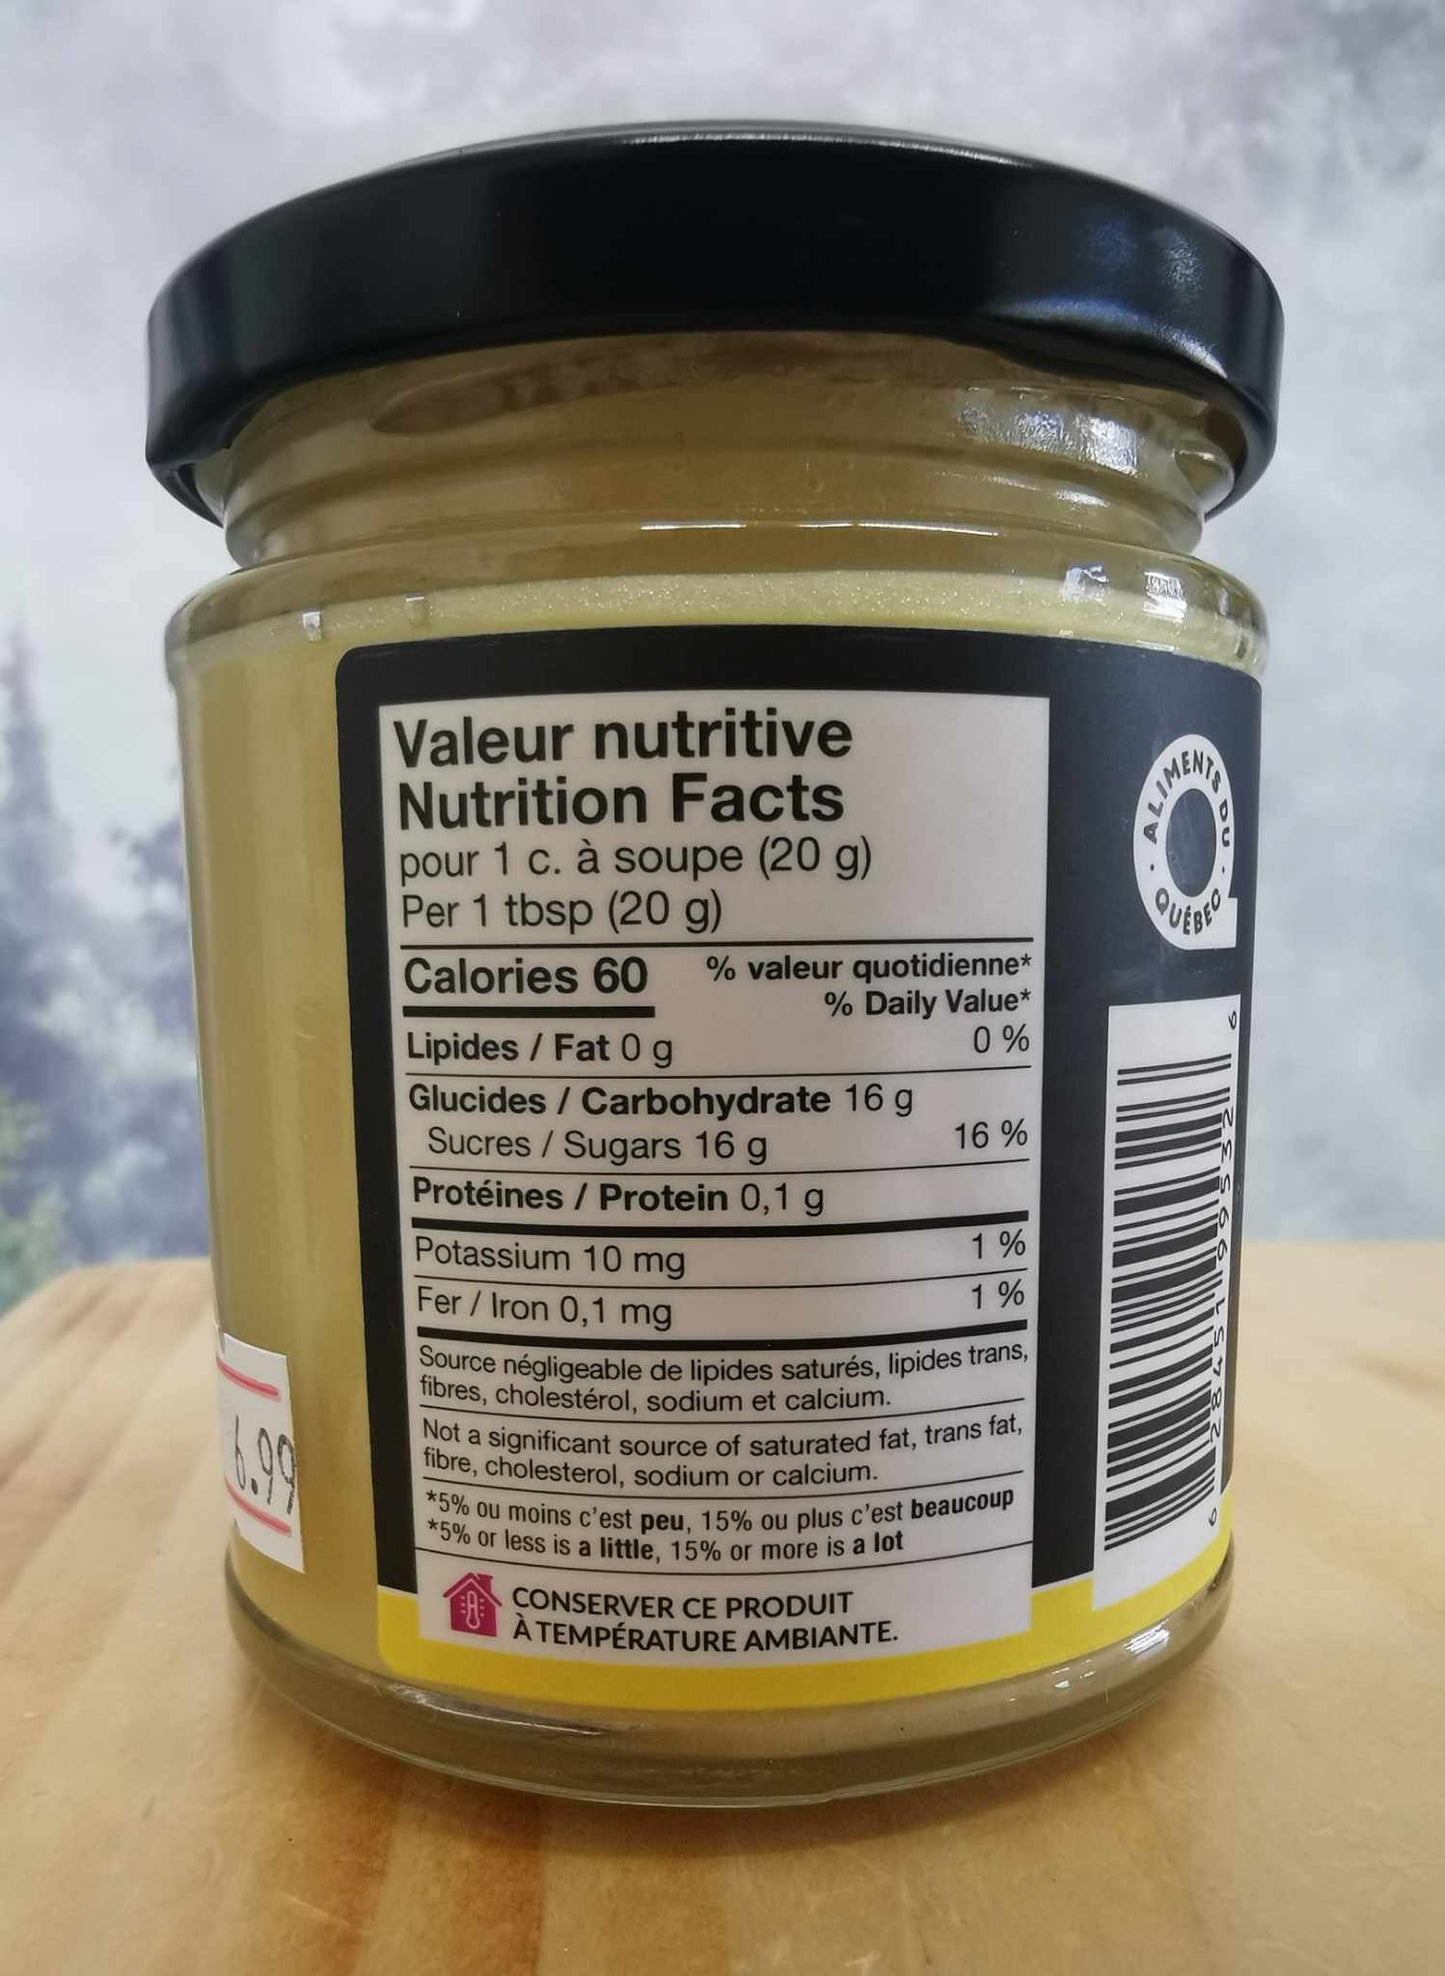 Valeur nutritive
Nutrition Facts
pour 1 c. à soupe (20 g)
Per 1 tbsp (20 g)
Calories 60
% valeur quotidienne*
% Daily Value*
Lipides / Fat 0 g 0 %
Glucides / Carbohydrate 16 g
Sucres / Sugars 16 g 16 %
Protéines / Protein 0,1 g
Potassium 10 mg 1 %
Fer / Iron 0,1 mg 1 %
Source négligeable de lipides saturés, lipides trans,
fibres, cholestérol, sodium et calcium.
Not a significant source of saturated fat, trans fat,
fibre, cholesterol, sodium or calcium.
*5% ou moins c'est peu, 15% ou plus c'est beaucoup
*5% or less is a little, 15% or more is a lot
CONSERVER CE PRODUIT
À TEMPÉRATURE AMBIANTE.
ALIMENTS DU
QUÉBEC
6 28451 99532 6
6.99